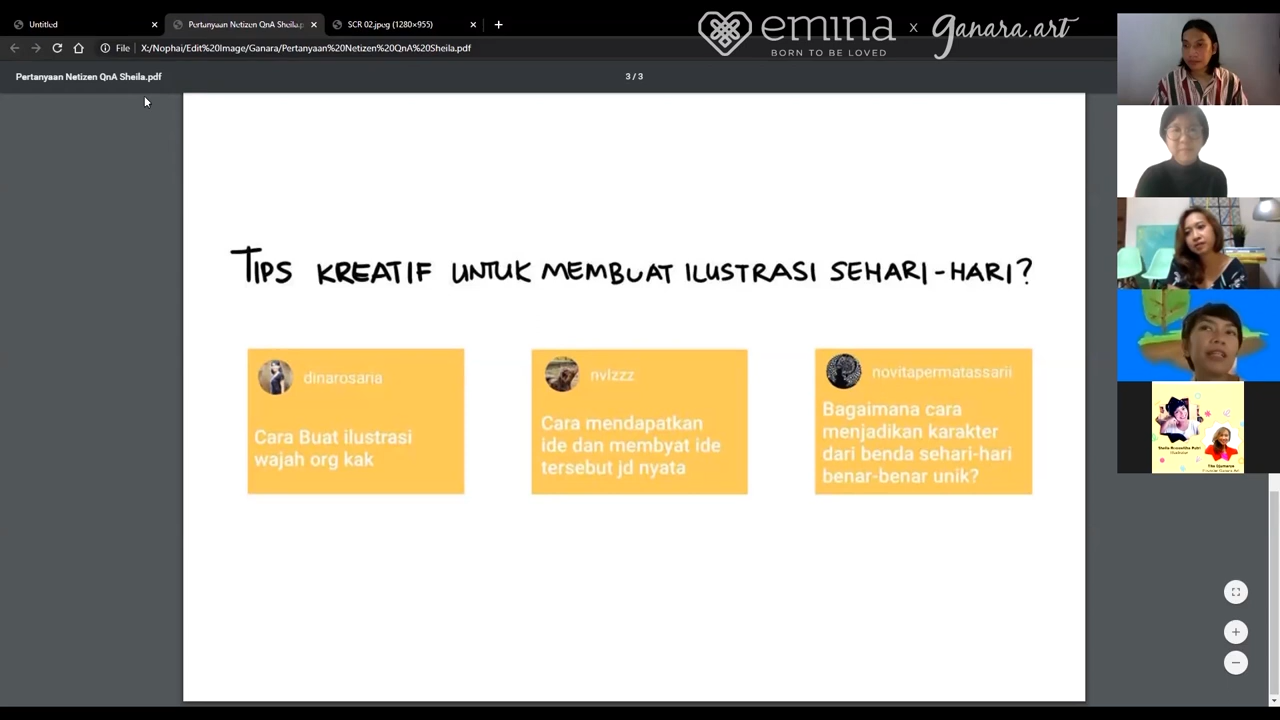 Untitled
Pertanyaan Netizen QnA Sheila.p
SCR 02.jpeg (1280×955)
emina
BORN TO BE LOVED
x
ganara.art
File
X:/Nophai/Edit%20Image/Ganara/Pertanyaan%20Netizen%20QnA%20Sheila.pdf
Pertanyaan Netizen QnA Sheila.pdf
3 / 3
TIPS KREATIF UNTUK MEMBUAT ILUSTRASI SEHARI-HARI?
dinarosaria
Cara Buat ilustrasi
wajah org kak
nvlzzz
Cara mendapatkan
ide dan membyat ide
tersebut jd nyata
novitapermatassarii
Bagaimana cara
menjadikan karakter
dari benda sehari-hari
benar-benar unik?